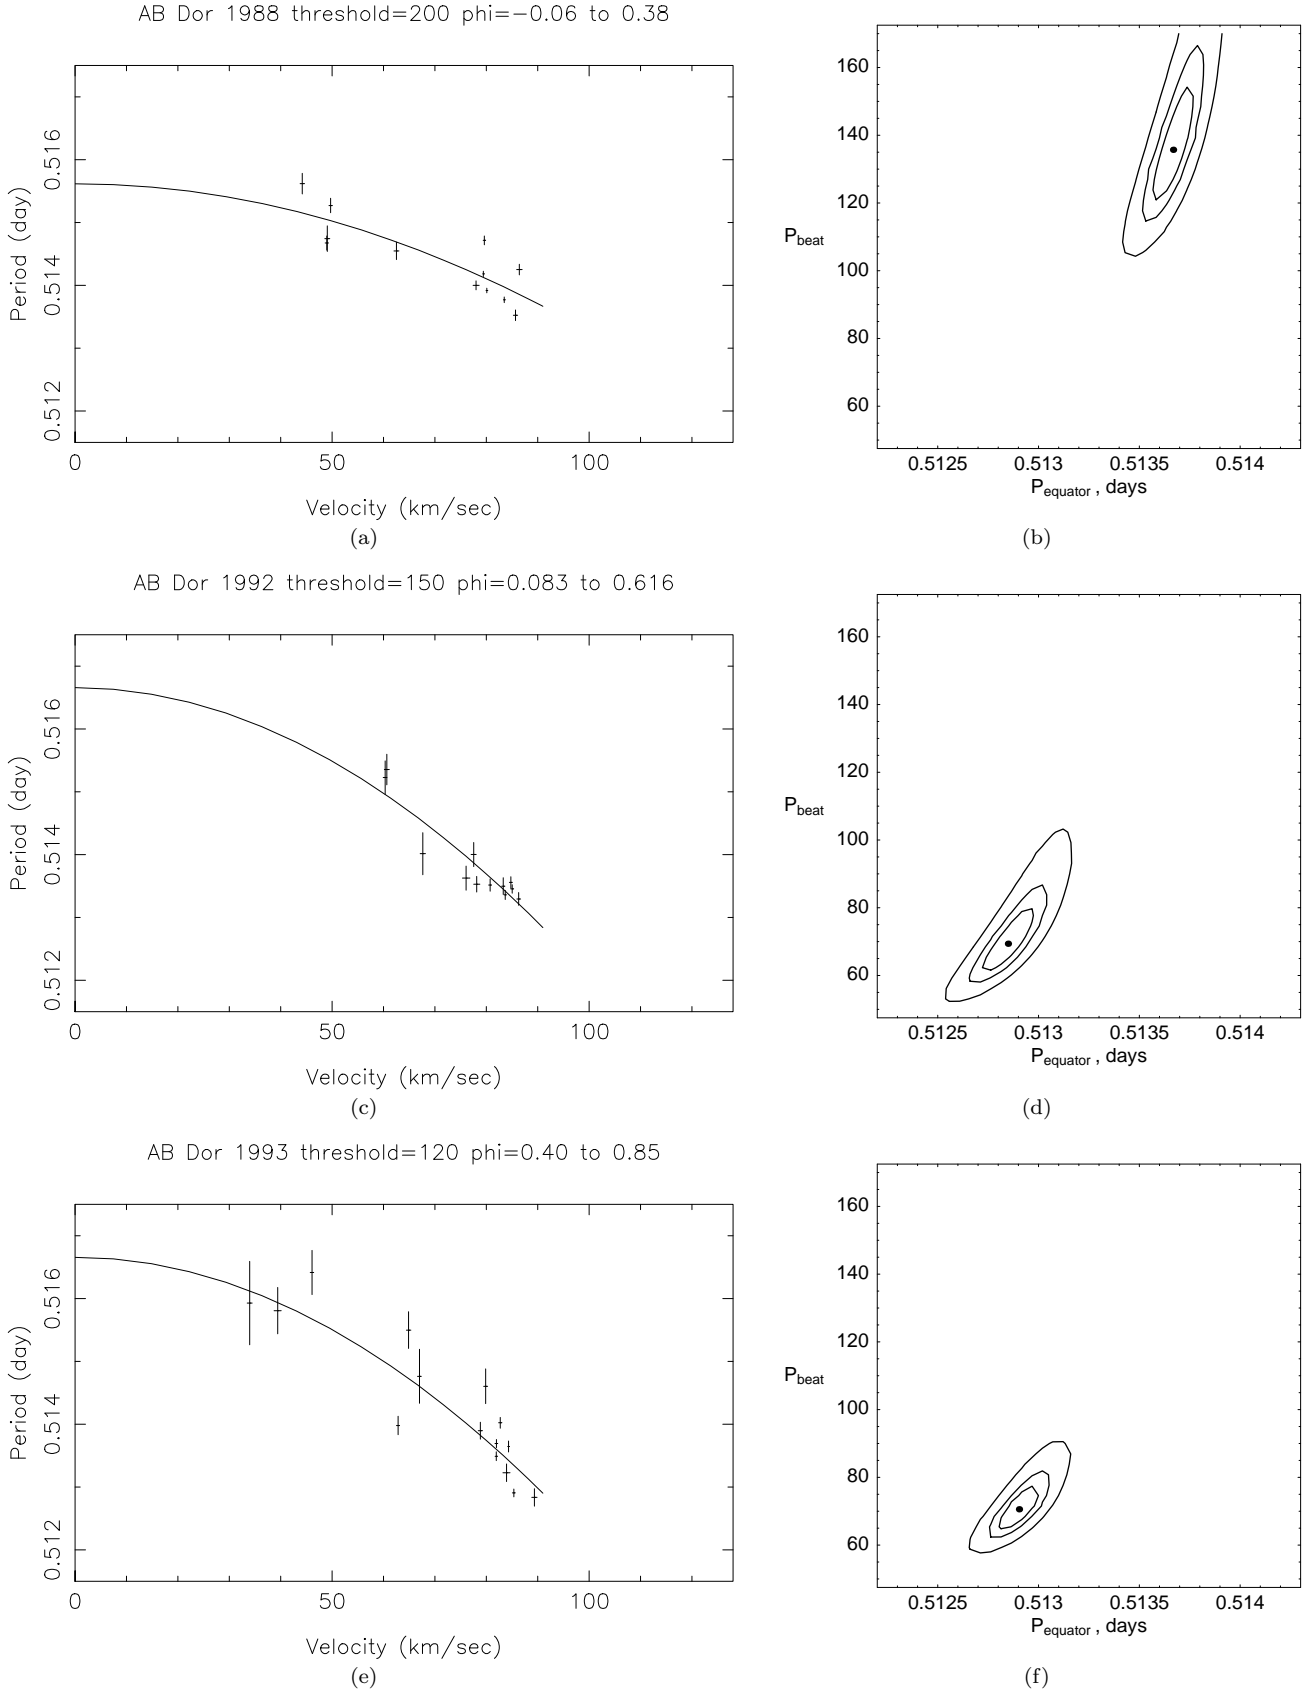 AB Dor 1988 threshold=200 phi=−0.06 to 0.38
Period (day)
0.516
0.514
0.512
0 50 100
Velocity (km/sec)
(a)
160
140
120
P beat
100
80
60
0.5125 0.513 0.5135 0.514
P equator , days
(b)
AB Dor 1992 threshold=150 phi=0.083 to 0.616
Period (day)
0.516
0.514
0.512
0 50 100
Velocity (km/sec)
(c)
160
140
120
P beat
100
80
60
0.5125 0.513 0.5135 0.514
P equator , days
(d)
AB Dor 1993 threshold=120 phi=0.40 to 0.85
Period (day)
0.516
0.514
0.512
0 50 100
Velocity (km/sec)
(e)
160
140
120
P beat
100
80
60
0.5125 0.513 0.5135 0.514
P equator , days
(f)